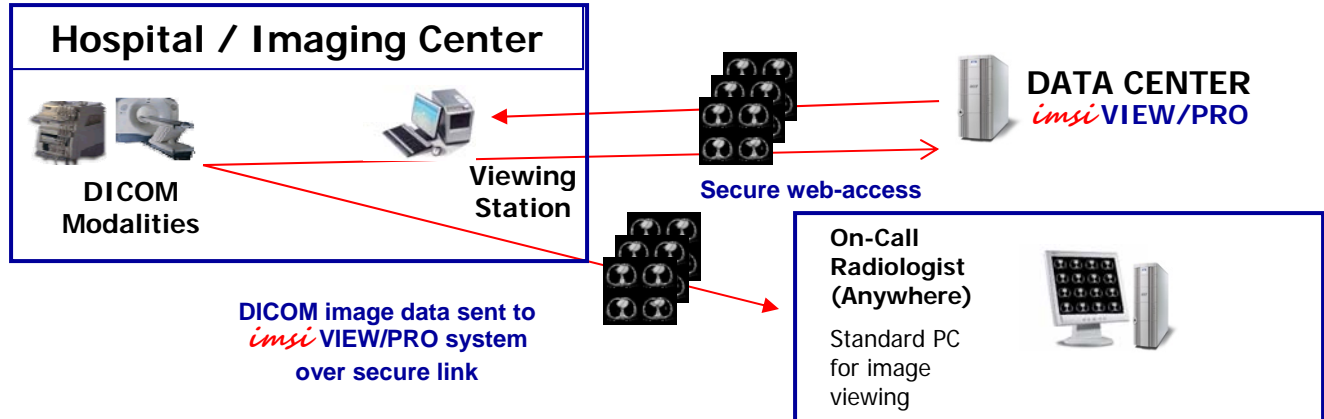 Hospital / Imaging Center
DICOM
Modalities
Viewing
Station
DATA CENTER
imsi VIEW/PRO
Secure web-access
DICOM image data sent to
imsi VIEW/PRO system
over secure link
On-Call
Radiologist
(Anywhere)
Standard PC
for image
viewing